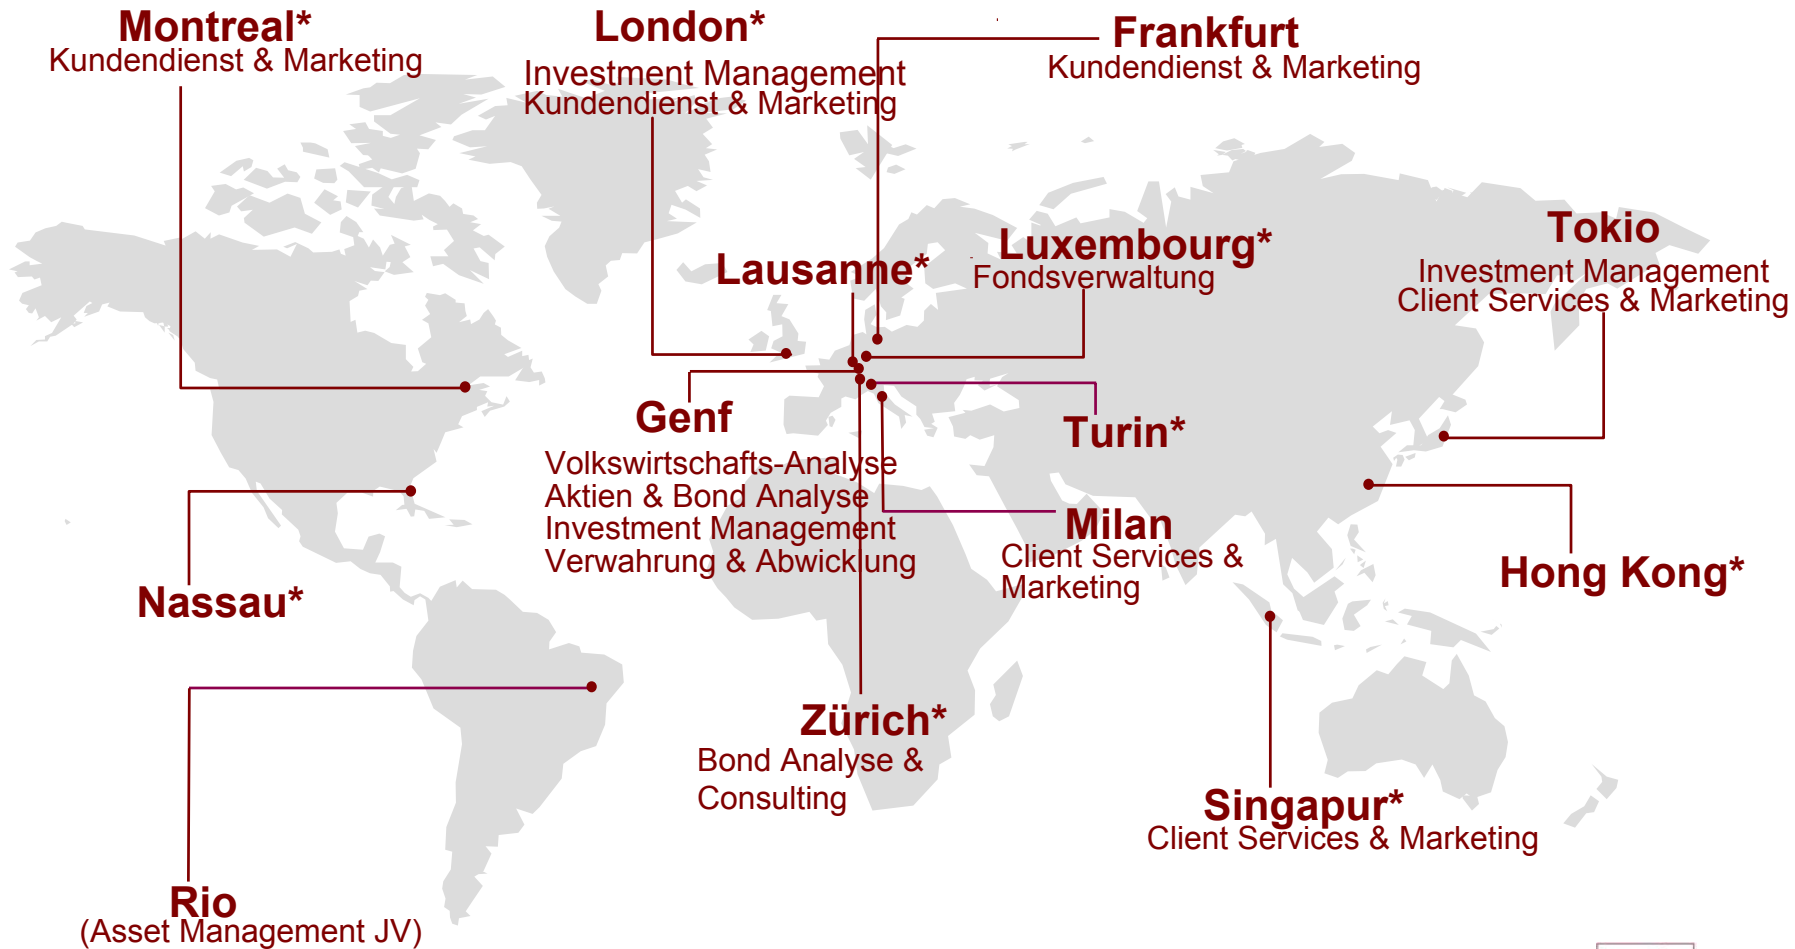 Montreal*
Kundendienst & Marketing
London*
Investment Management
Kundendienst & Marketing
Frankfurt
Kundendienst & Marketing
Lausanne*
Luxembourg*
Fondsverwaltung
Tokio
Investment Management
Client Services & Marketing
Genf
Volkswirtschafts-Analyse
Aktien & Bond Analyse
Investment Management
Verwahrung & Abwicklung
Turin*
Milan
Client Services &
Marketing
Hong Kong*
Nassau*
Zürich*
Bond Analyse &
Consulting
Singapur*
Client Services & Marketing
Rio
(Asset Management JV)